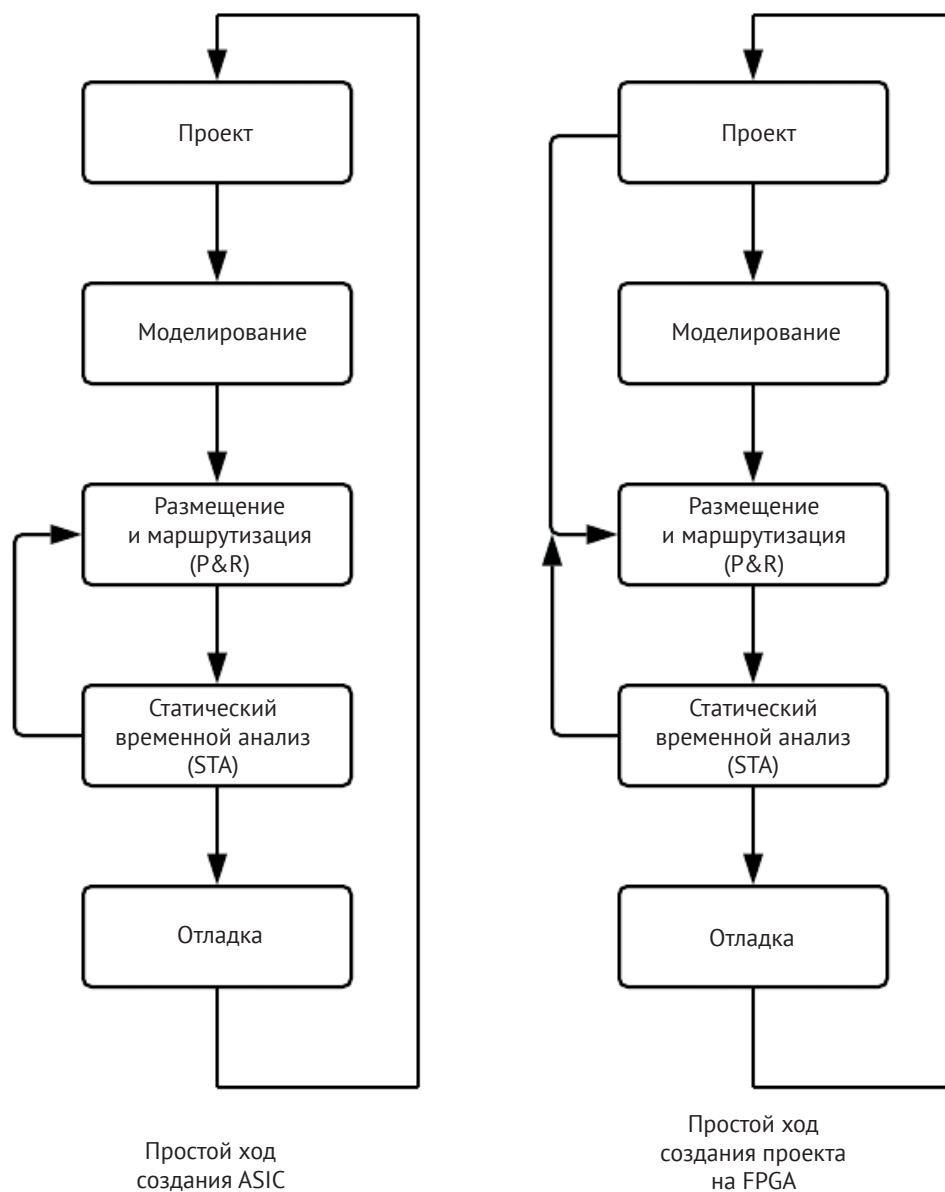 Проект
Моделирование
Размещение
и маршрутизация
(P&R)
Статический
временной анализ
(STA)
Отладка
Простой ход
создания ASIC
Проект
Моделирование
Размещение
и маршрутизация
(P&R)
Статический
временной анализ
(STA)
Отладка
Простой ход
создания проекта
на FPGA